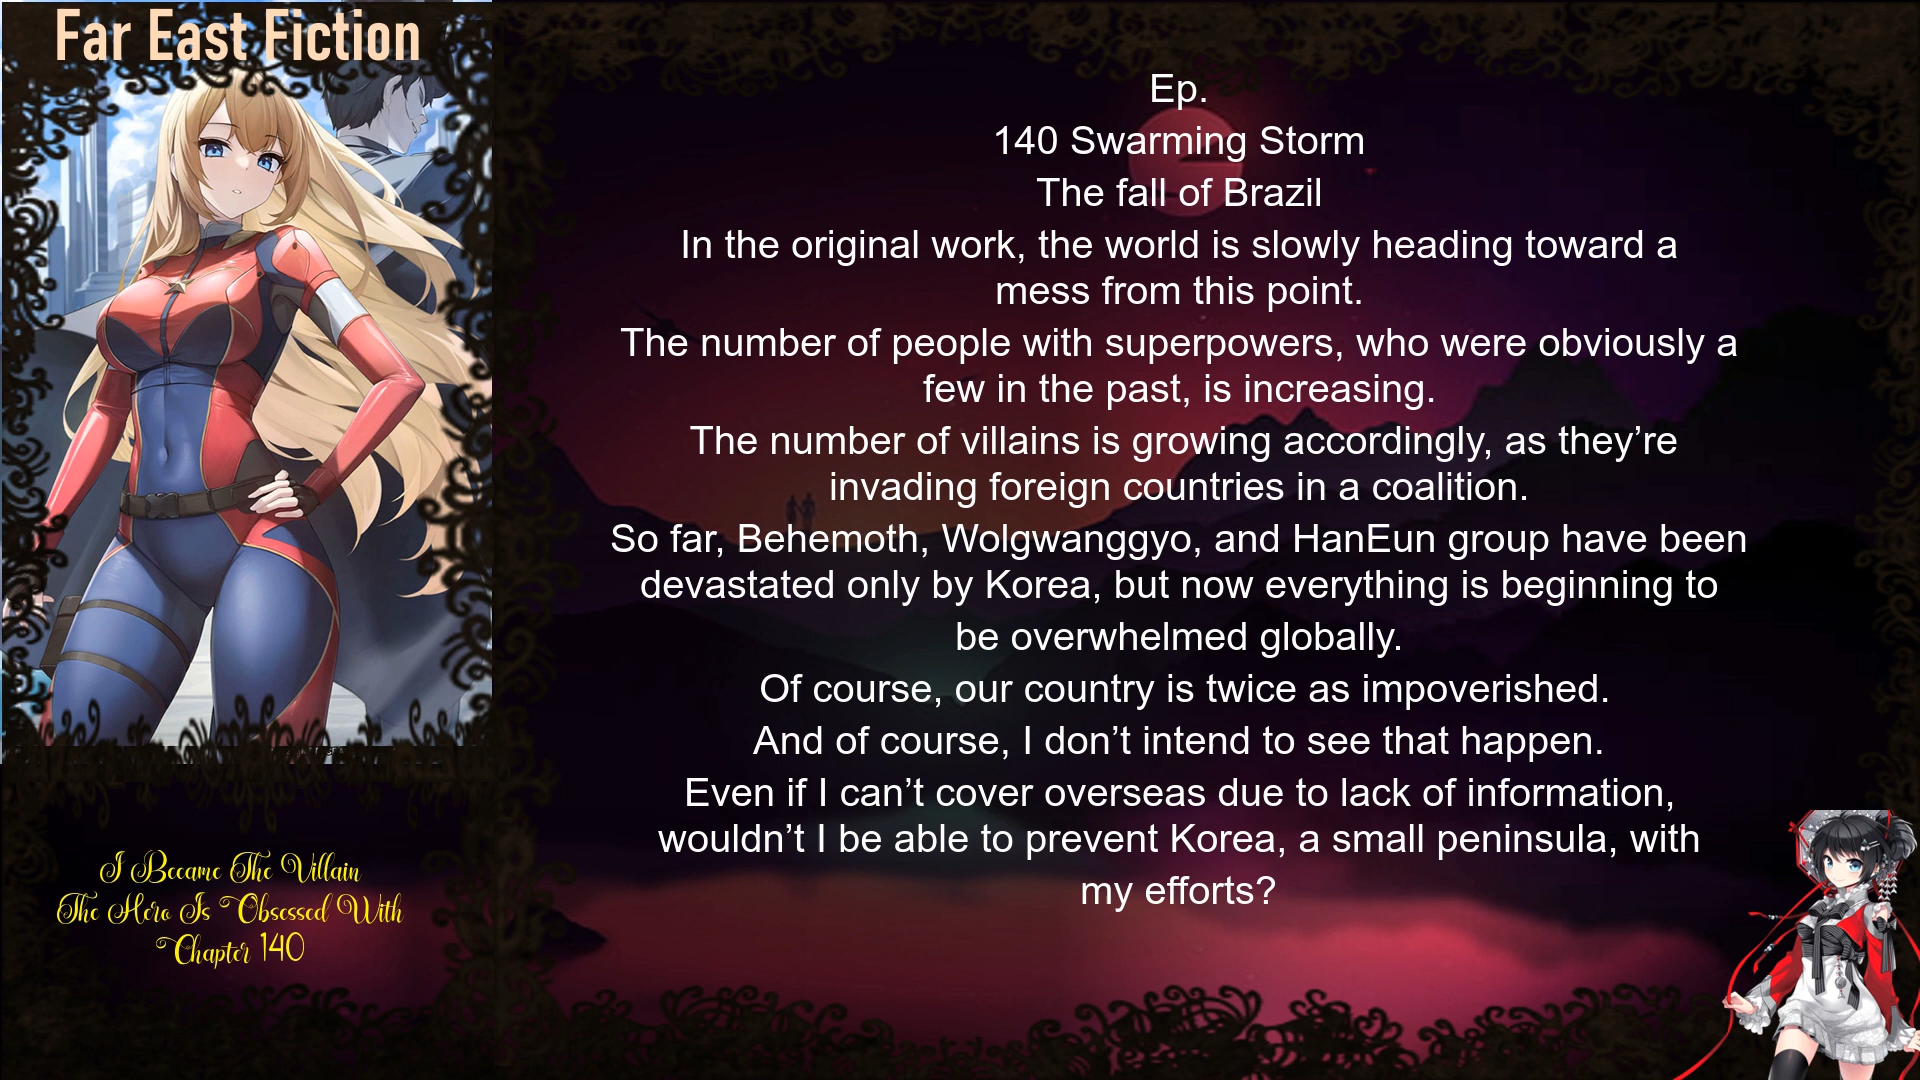 Far East Fiction
Ep.
140 Swarming Storm
The fall of Brazil
In the original work, the world is slowly heading toward a
mess from this point.
The number of people with superpowers, who were obviously a
few in the past, is increasing.
The number of villains is growing accordingly, as they’re
invading foreign countries in a coalition.
So far, Behemoth, Wolgwanggyo, and HanEun group have been
devastated only by Korea, but now everything is beginning to
be overwhelmed globally.
Of course, our country is twice as impoverished.
And of course, I don’t intend to see that happen.
Even if I can’t cover overseas due to lack of information,
wouldn’t I be able to prevent Korea, a small peninsula, with
my efforts?
I Became The Villain
The Hero Is Obsessed With
Chapter 140